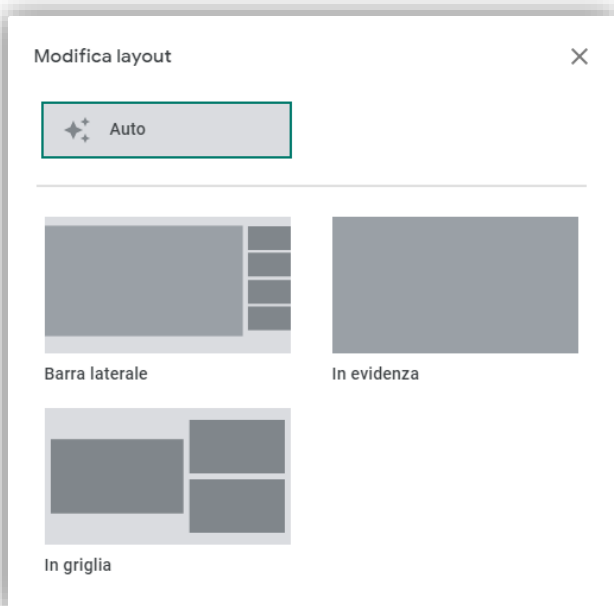 Modifica layout
Auto
Barra laterale
In evidenza
In griglia